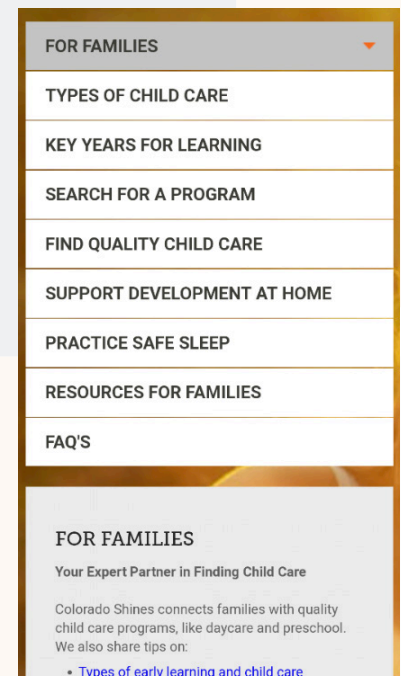 FOR FAMILIES
TYPES OF CHILD CARE
KEY YEARS FOR LEARNING
SEARCH FOR A PROGRAM
FIND QUALITY CHILD CARE
SUPPORT DEVELOPMENT AT HOME
PRACTICE SAFE SLEEP
RESOURCES FOR FAMILIES
FAQ'S
FOR FAMILIES
Your Expert Partner in Finding Child Care
Colorado Shines connects families with quality
child care programs, like daycare and preschool.
We also share tips on:
• Types of early learning and child care